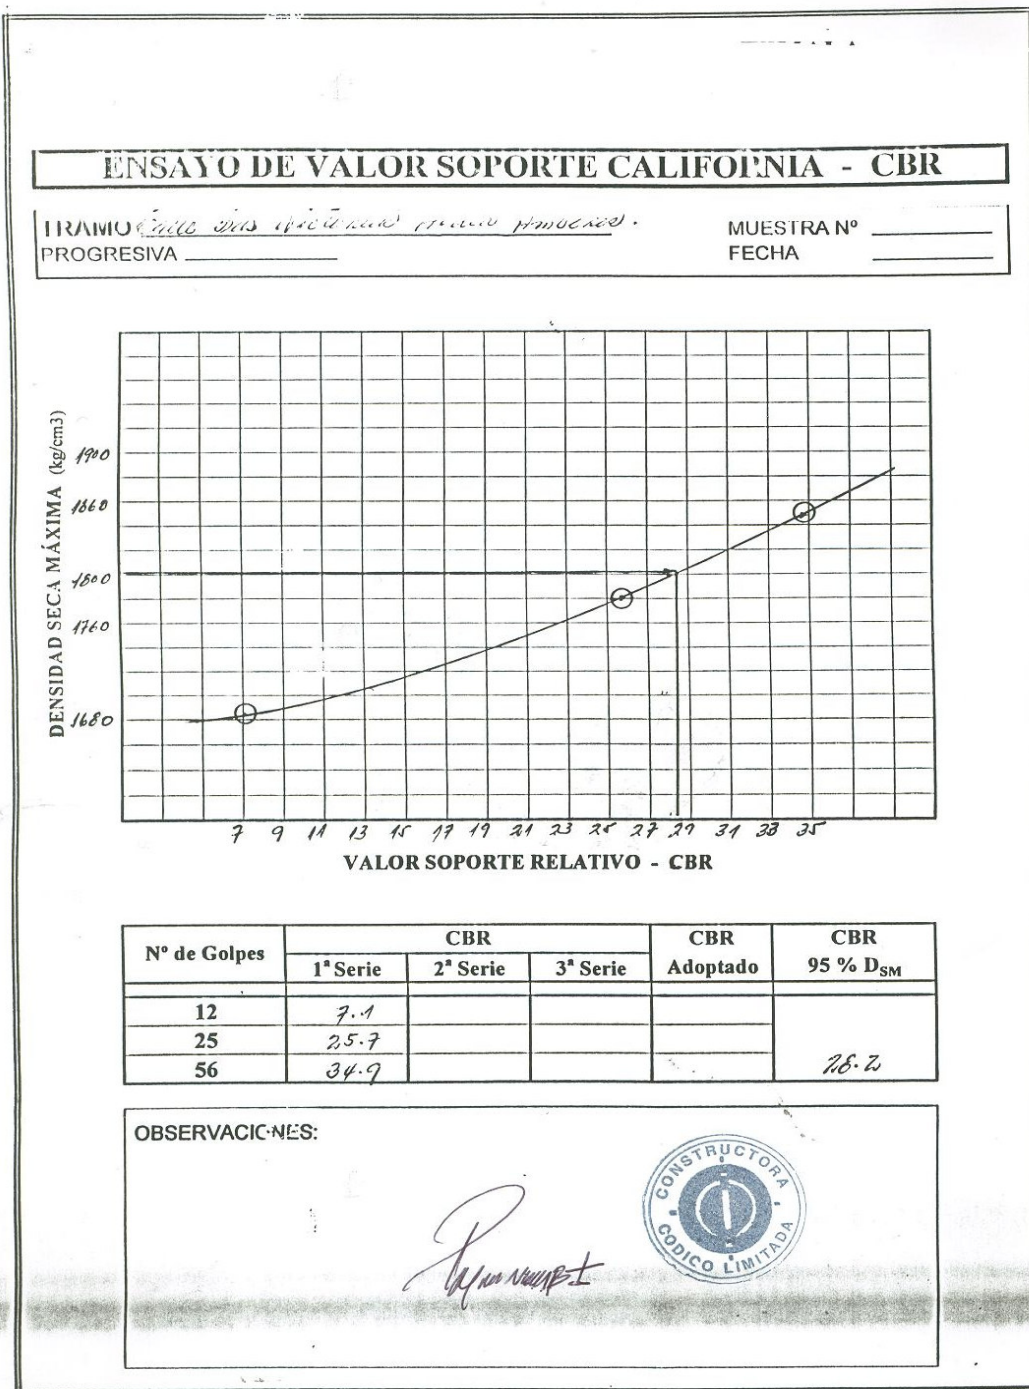 ENSAYO DE VALOR SOPORTE CALIFORNIA - CBR
TRAMO
MUESTRA Nº
PROGRESIVA
FECHA
DENSIDAD SECA MÁXIMA (kg/cm3)
1900
1860
1800
1760
1680
7 9 11 13 15 17 19 21 23 25 27 29 31 33 35
VALOR SOPORTE RELATIVO - CBR
Nº de Golpes CBR CBR Adoptado CBR 95 % DSM
1ª Serie 2ª Serie 3ª Serie
12 7.1
25 25.7
56 34.9 28.2
OBSERVACIONES:
CONSTRUCTORA
CODICO LIMITADA